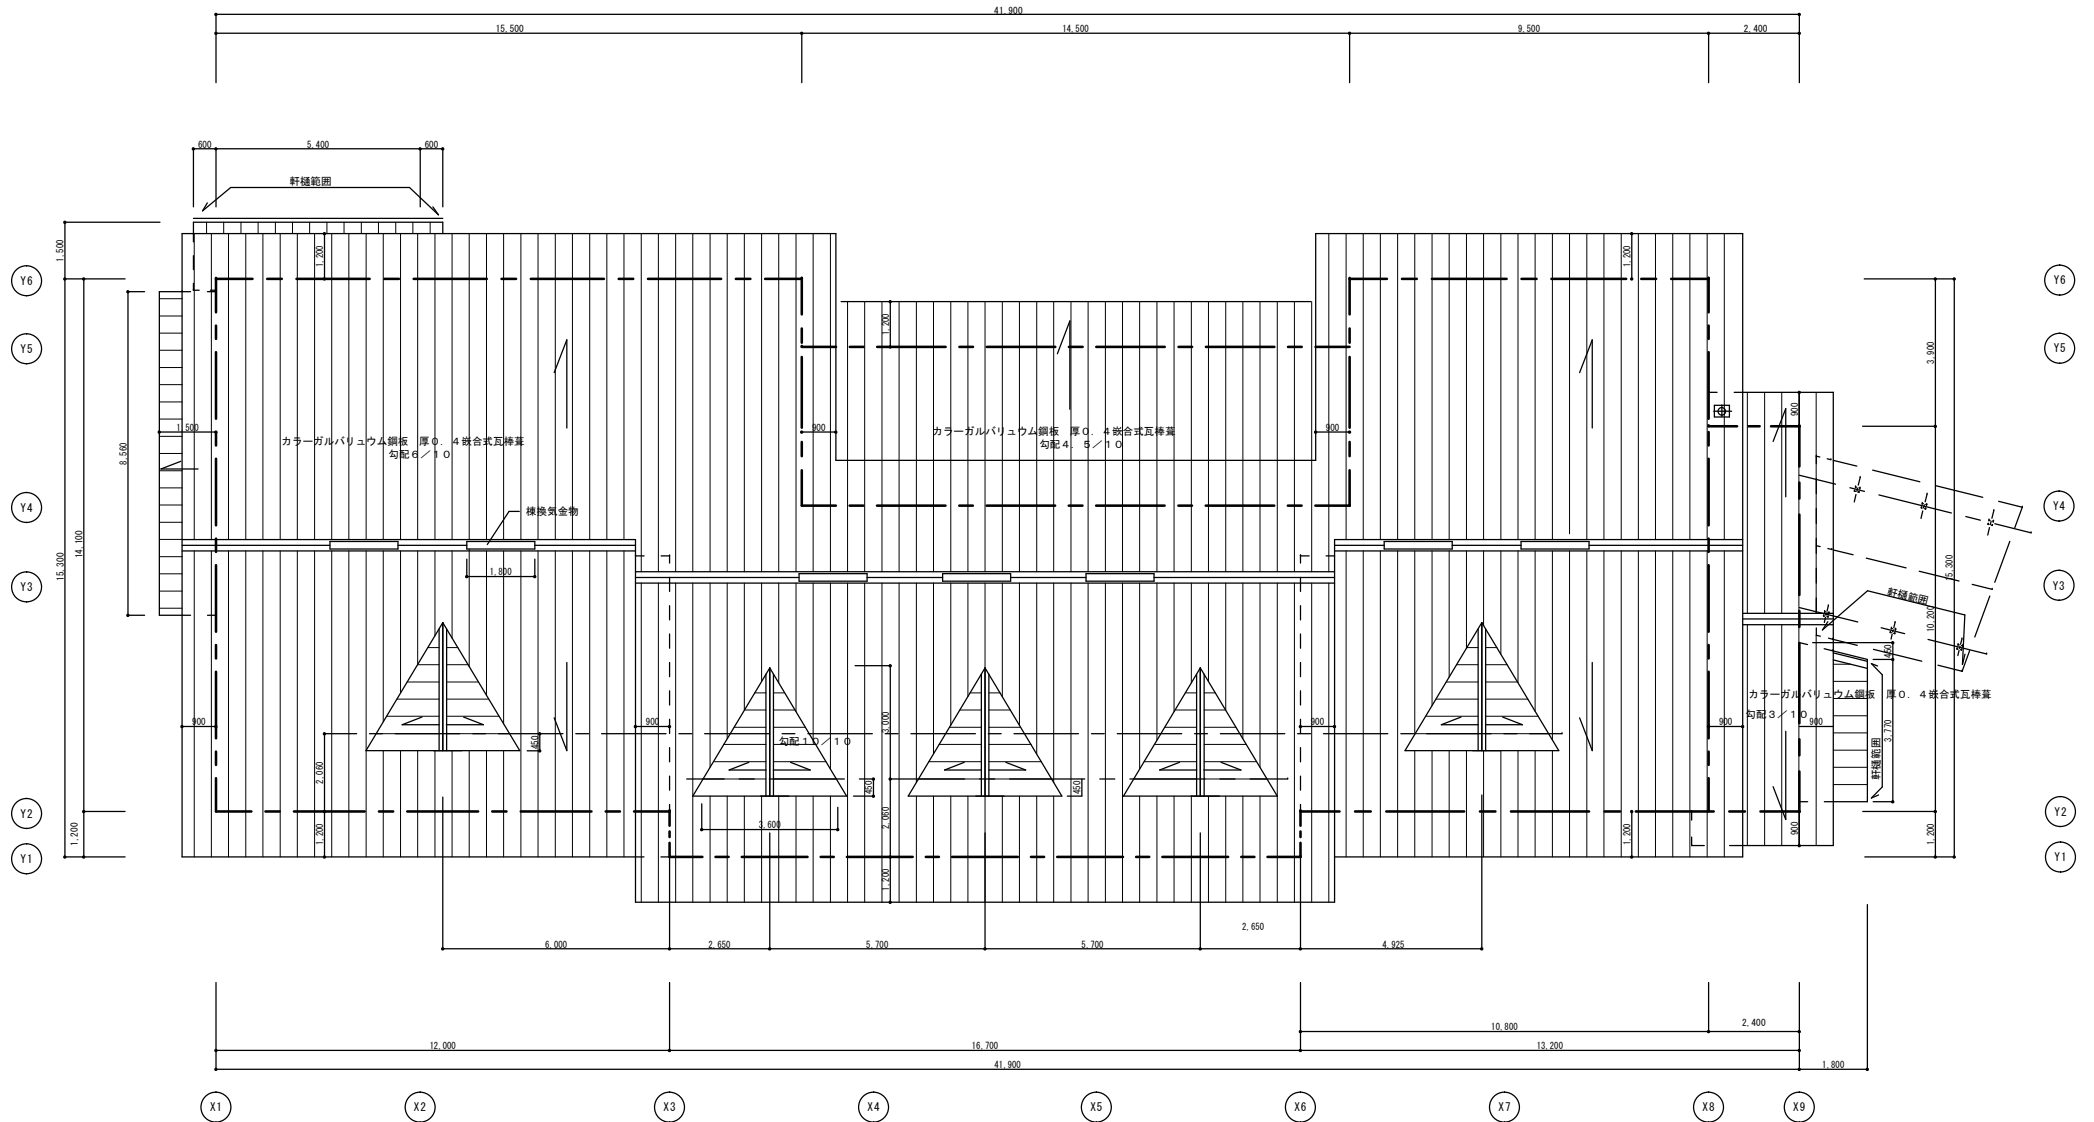 41,900
15,500
14,500
9,500
2,400
600
5,400
600
軒樋範囲
1,500
1,200
1,200
Y6
Y6
8,560
1,200
3,900
Y5
Y5
1,500
カラーガルバリュウム鋼板 厚0.4嵌合式瓦棒葺
勾配6/10
900
カラーガルバリュウム鋼板 厚0.4嵌合式瓦棒葺
勾配4.5/10
900
900
Y4
Y4
棟換気金物
15,300
14,100
1,800
15,300
Y3
Y3
軒樋範囲
10,200
450
カラーガルバリュウム鋼板 厚0.4嵌合式瓦棒葺
勾配3/10
900
900
900
900
900
3,000
勾配10/10
450
3,770
軒樋範囲
2,060
450
450
2,060
3,600
Y2
Y2
1,200
1,200
1,200
900
1,200
Y1
Y1
1,200
2,650
6,000
2,650
5,700
5,700
4,925
10,800
2,400
12,000
16,700
13,200
41,900
1,800
X1
X2
X3
X4
X5
X6
X7
X8
X9